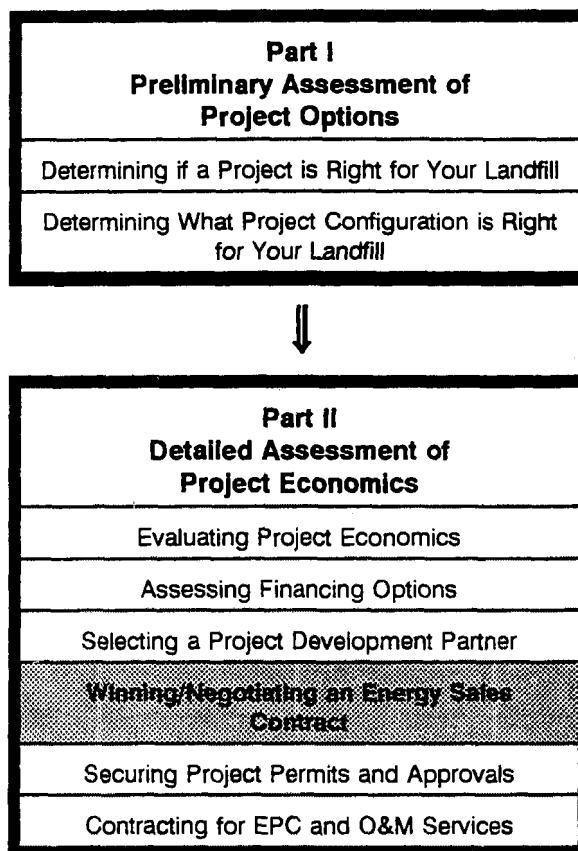 Part I
Preliminary Assessment of
Project Options
Determining if a Project is Right for Your Landfill
Determining What Project Configuration is Right
for Your Landfill
Part II
Detailed Assessment of
Project Economics
Evaluating Project Economics
Assessing Financing Options
Selecting a Project Development Partner
Winning/Negotiating an Energy Sales
Contract
Securing Project Permits and Approvals
Contracting for EPC and O&M Services